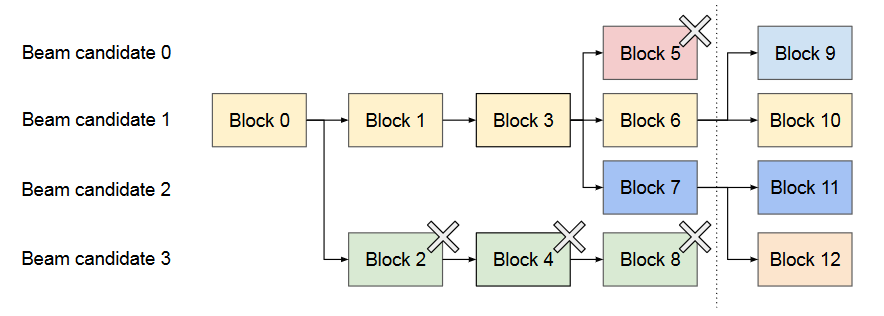 Beam candidate 0
Block 5
Block 9
Beam candidate 1
Block 0
Block 1
Block 3
Block 6
Block 10
Beam candidate 2
Block 7
Block 11
Beam candidate 3
Block 2
Block 4
Block 8
Block 12